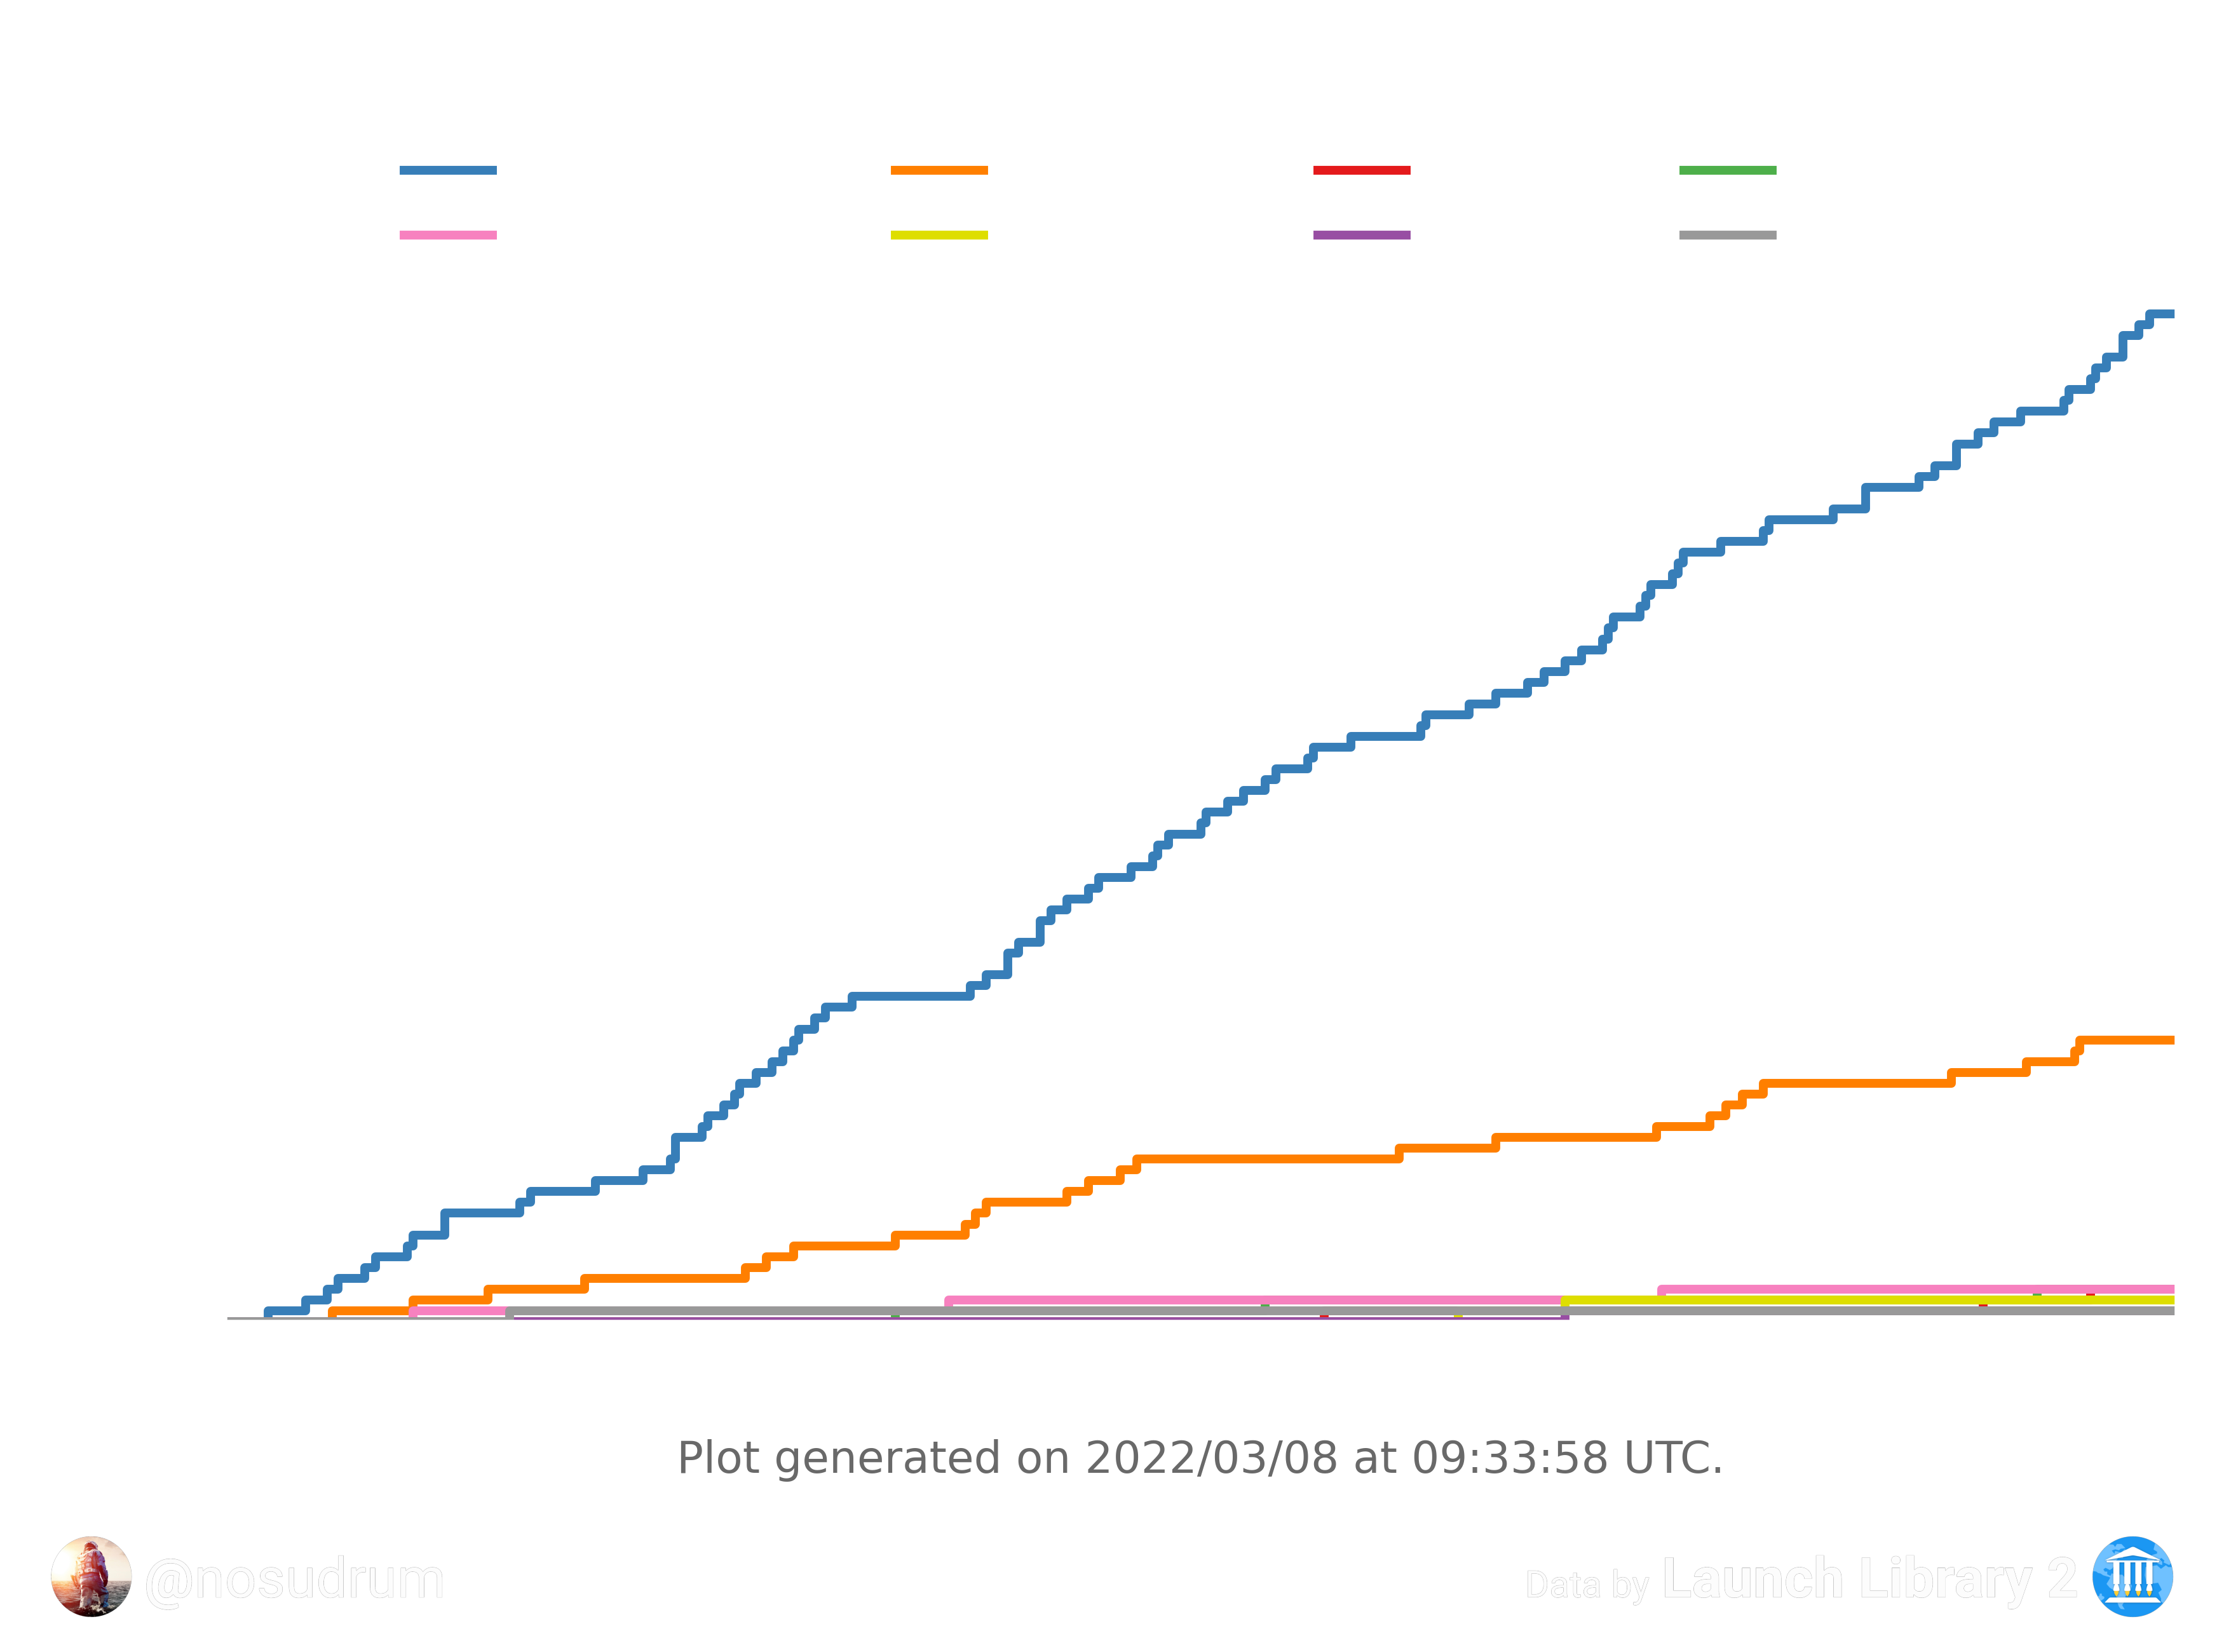 Plot generated on 2022/03/08 at 09:33:58 UTC.
@nosudrum
Data by Launch Library 2